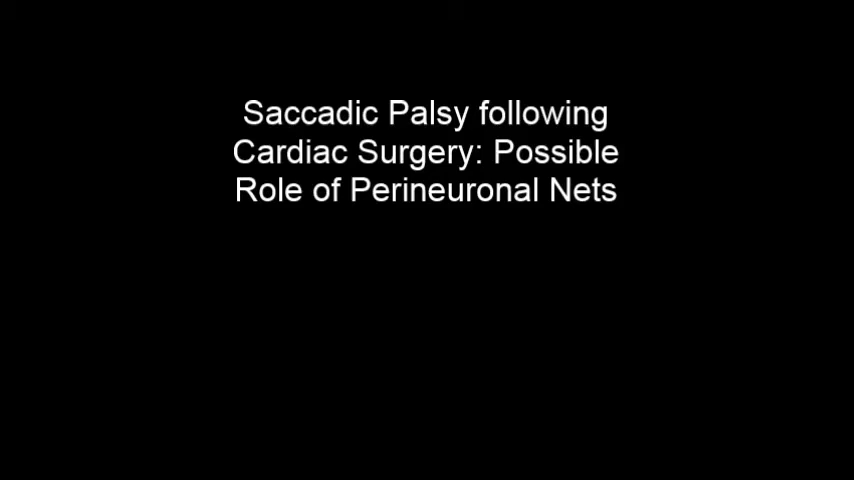 Saccadic Palsy following
Cardiac Surgery: Possible
Role of Perineuronal Nets